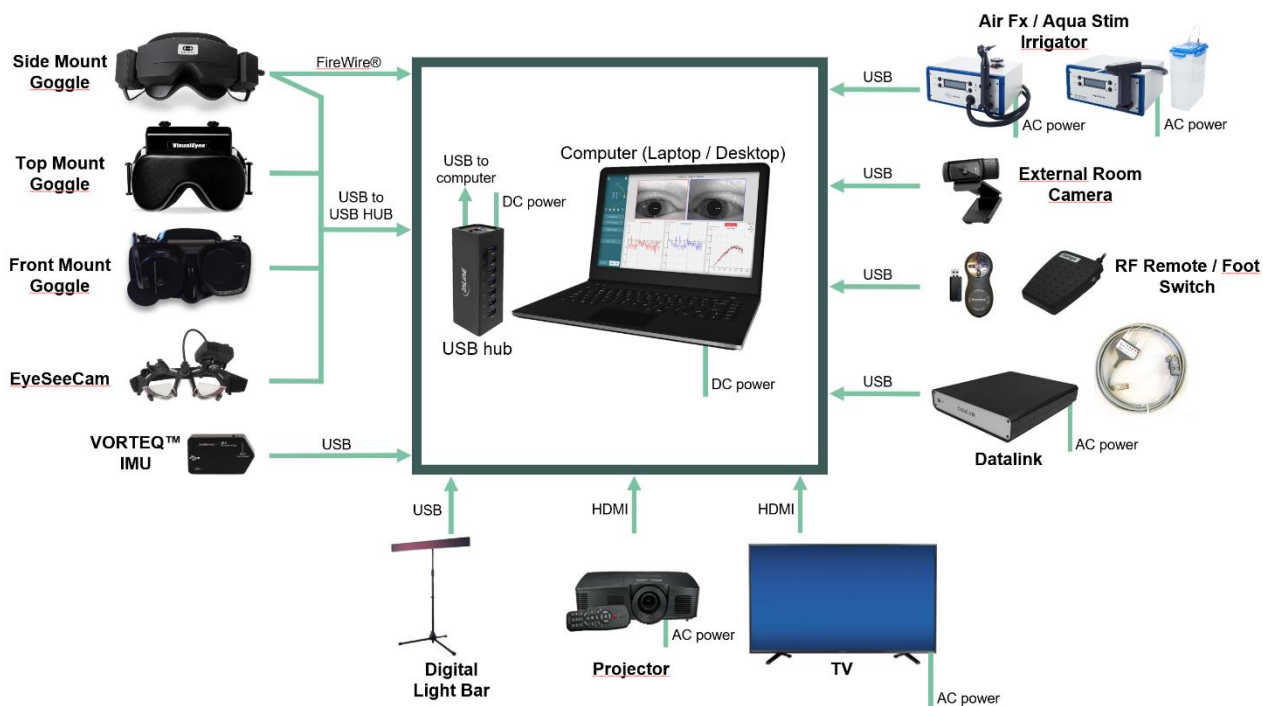 Side Mount
Goggle
FireWire®
Top Mount
Goggle
VisualEyes
USB to
USB HUB
Front Mount
Goggle
EyeSeeCam
VORTEQ™
IMU
USB
USB to
computer
DC power
USB hub
Computer (Laptop / Desktop)
DC power
Air Fx / Aqua Stim
Irrigator
USB
AC power
AC power
USB
External Room
Camera
USB
RF Remote / Foot
Switch
USB
Datalink
AC power
USB
Digital
Light Bar
HDMI
Projector
AC power
HDMI
TV
AC power